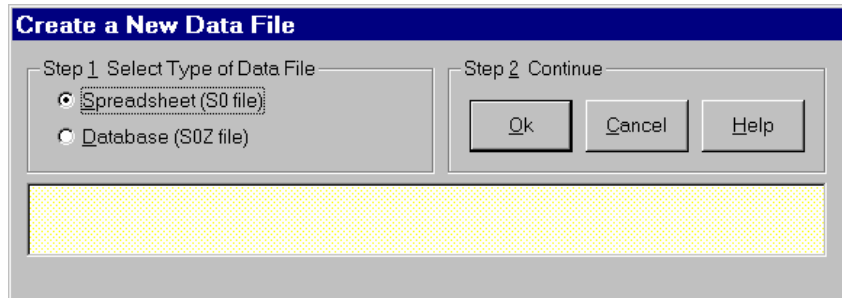 Create a New Data File
Step 1 Select Type of Data File
Spreadsheet (S0 file)
Database (S0Z file)
Step 2 Continue
Ok
Cancel
Help